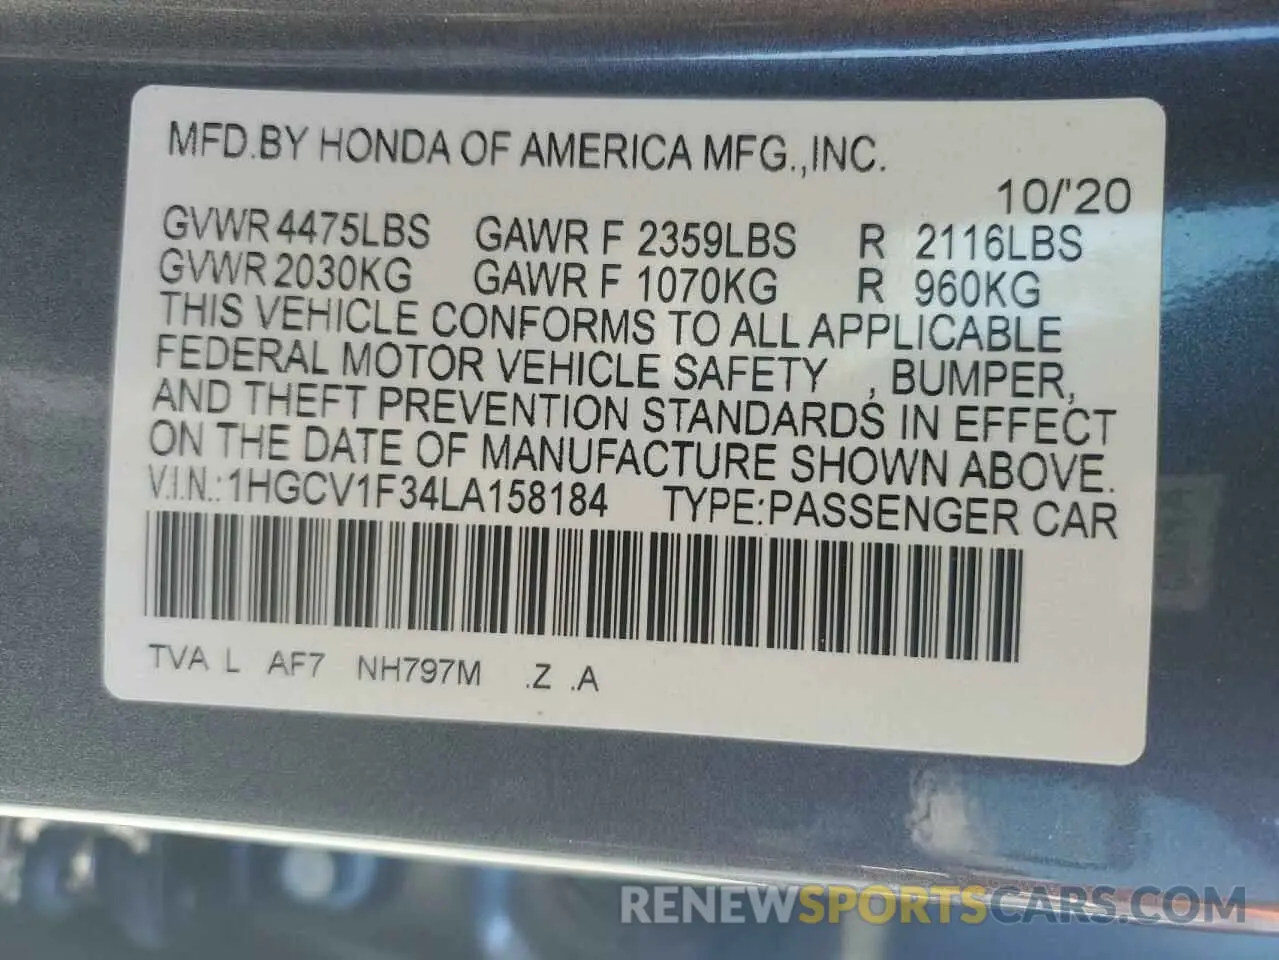 MFD.BY HONDA OF AMERICA MFG.,INC.
10/'20
GVWR 4475LBS GAWR F 2359LBS R 2116LBS
GVWR 2030KG GAWR F 1070KG R 960KG
THIS VEHICLE CONFORMS TO ALL APPLICABLE
FEDERAL MOTOR VEHICLE SAFETY , BUMPER,
AND THEFT PREVENTION STANDARDS IN EFFECT
ON THE DATE OF MANUFACTURE SHOWN ABOVE.
V.I.N.:1HGCV1F34LA158184 TYPE:PASSENGER CAR
TVA L AF7 NH797M .Z .A
RENEWSPORTSCARS.COM